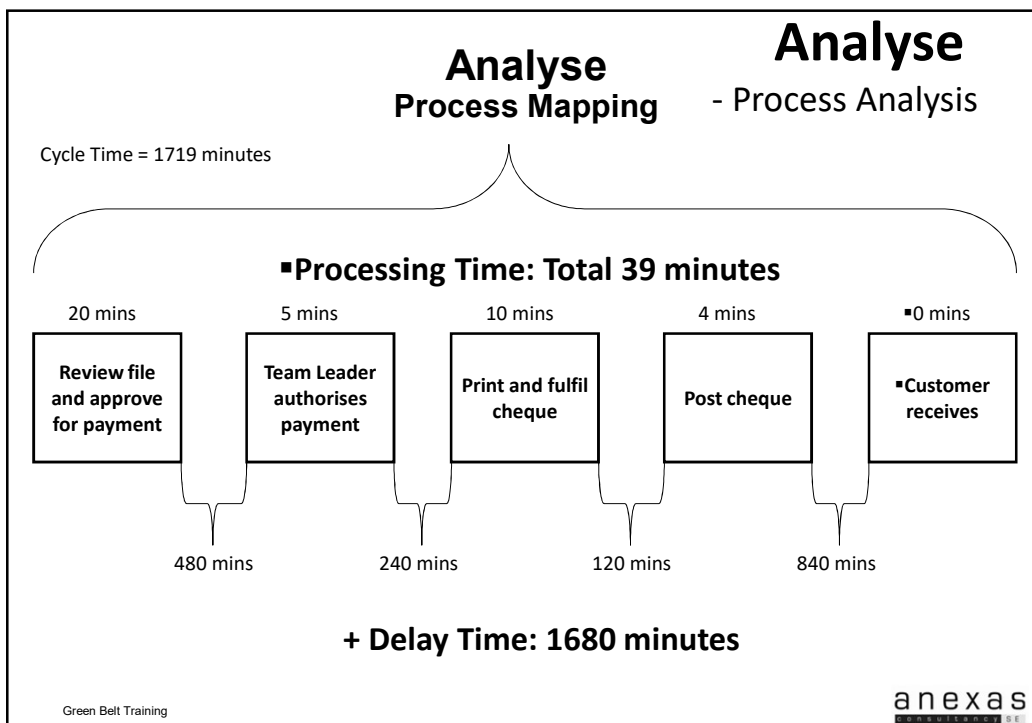 Analyse
- Process Analysis
Analyse
Process Mapping
Cycle Time = 1719 minutes
▪Processing Time: Total 39 minutes
20 mins
5 mins
10 mins
4 mins
▪0 mins
Review file
and approve
for payment
Team Leader
authorises
payment
Print and fulfil
cheque
Post cheque
▪Customer
receives
480 mins
240 mins
120 mins
840 mins
+ Delay Time: 1680 minutes
Green Belt Training
anexas
consultancy S E